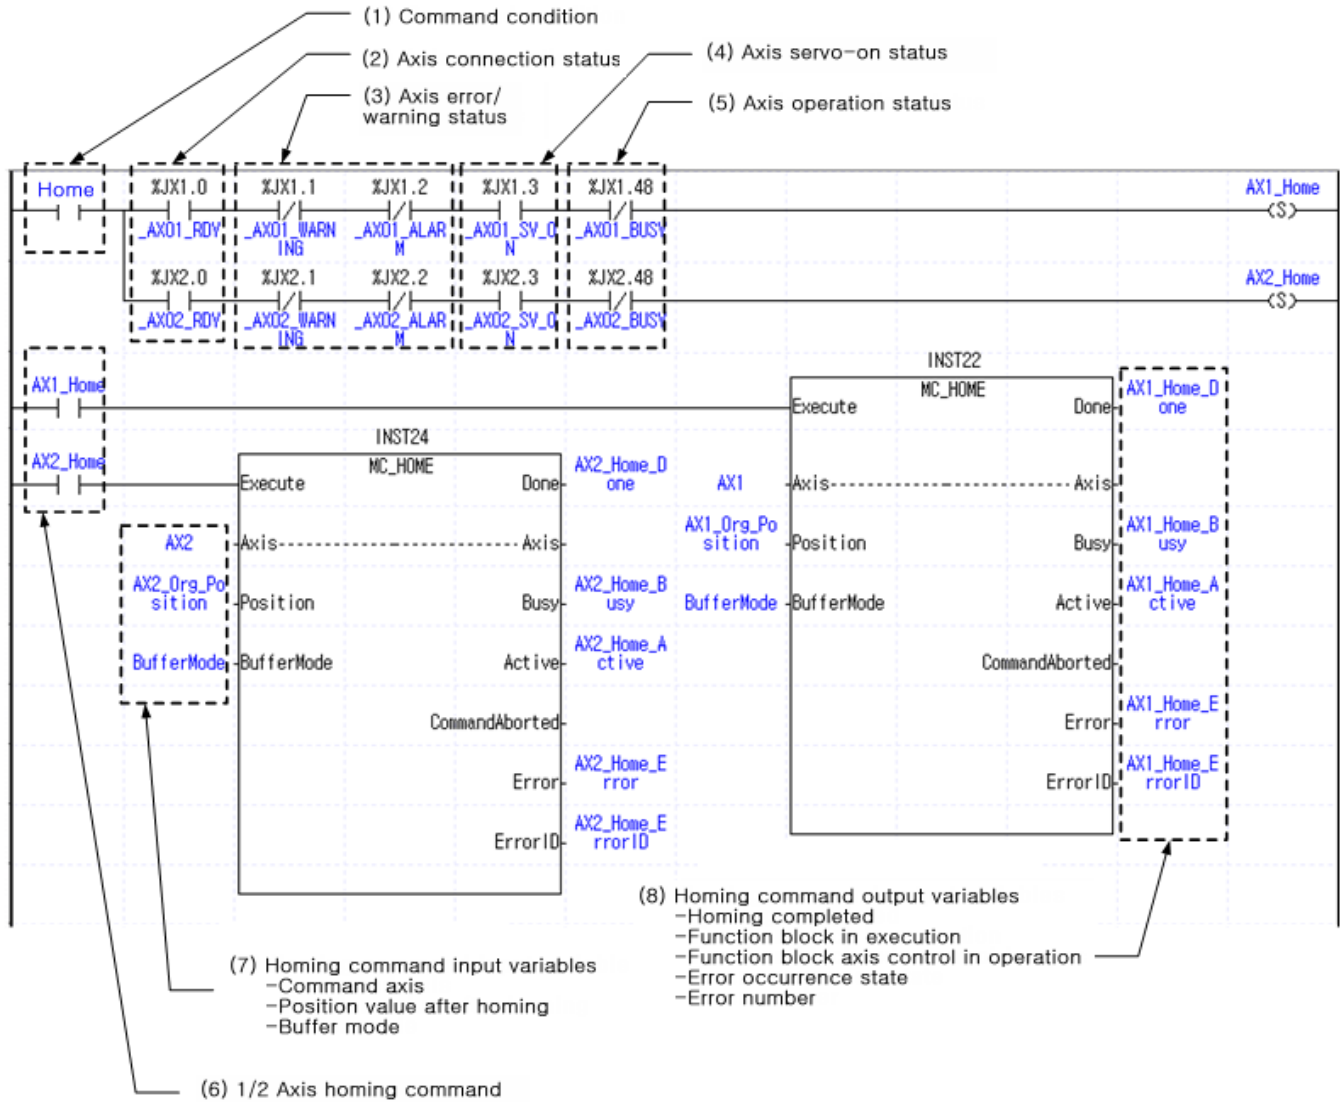 (1) Command condition
(2) Axis connection status
(3) Axis error/
warning status
(4) Axis servo-on status
(5) Axis operation status
Home
%JX1.0
%JX1.1
%JX1.2
%JX1.3
%JX1.48
AX1_Home
(S)
_AX01_RDY
_AX01_WARN
ING
_AX01_ALAR
M
_AX01_SV_O
N
_AX01_BUSY
%JX2.0
%JX2.1
%JX2.2
%JX2.3
%JX2.48
AX2_Home
(S)
_AX02_RDY
_AX02_WARN
ING
_AX02_ALAR
M
_AX02_SV_O
N
_AX02_BUSY
AX1_Home
INST22
MC_HOME
Execute
Done
AX1_Home_D
one
AX1
Axis
Axis
AX1_Org_Po
sition
Position
Busy
AX1_Home_B
usy
BufferMode
BufferMode
Active
AX1_Home_A
ctive
CommandAborted
Error
AX1_Home_E
rror
ErrorID
AX1_Home_E
rrorID
AX2_Home
INST24
MC_HOME
Execute
Done
AX2_Home_D
one
AX2
Axis
Axis
AX2_Org_Po
sition
Position
Busy
AX2_Home_B
usy
BufferMode
BufferMode
Active
AX2_Home_A
ctive
CommandAborted
Error
AX2_Home_E
rror
ErrorID
AX2_Home_E
rrorID
(8) Homing command output variables
-Homing completed
-Function block in execution
-Function block axis control in operation
-Error occurrence state
-Error number
(7) Homing command input variables
-Command axis
-Position value after homing
-Buffer mode
(6) 1/2 Axis homing command